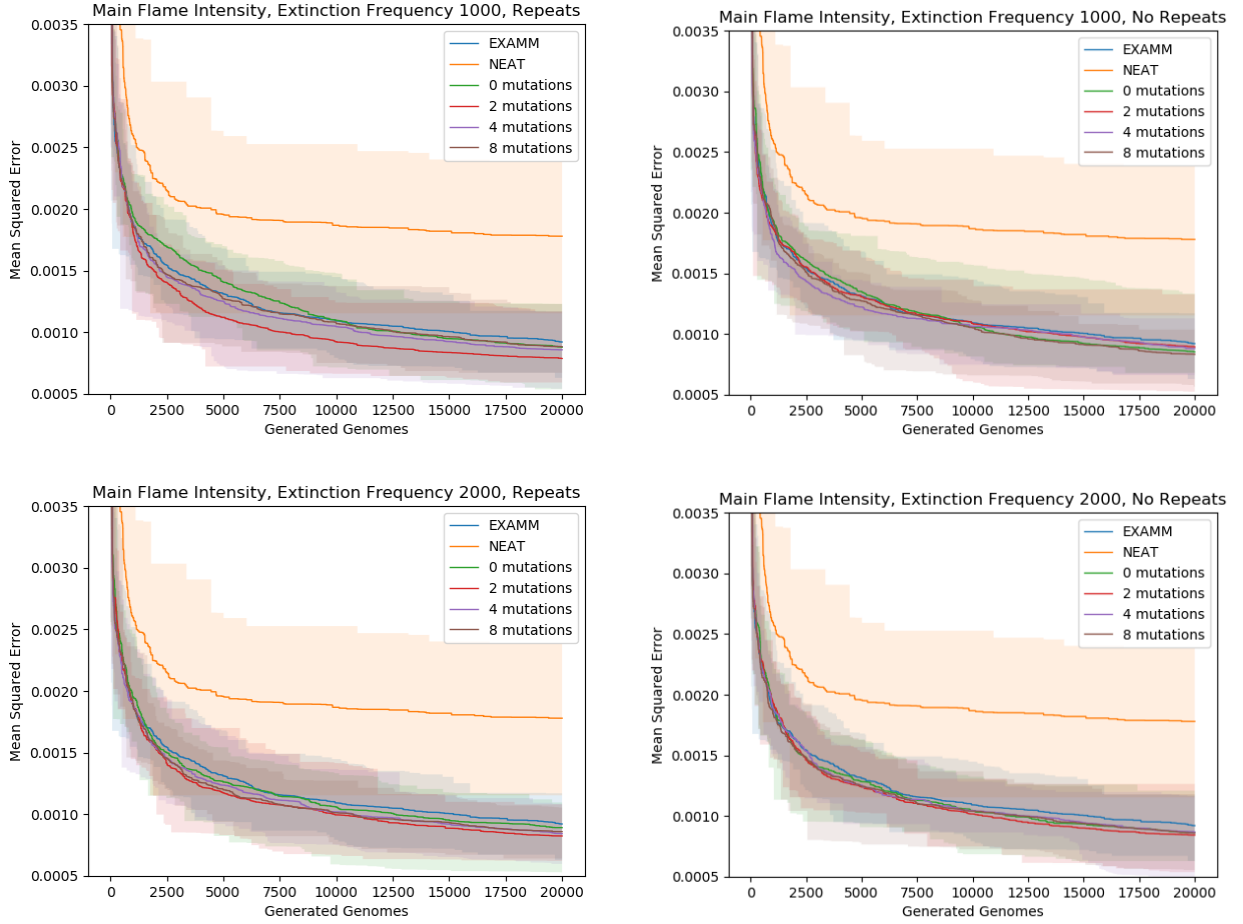 Main Flame Intensity, Extinction Frequency 1000, Repeats
Mean Squared Error
0.0035
0.0030
0.0025
0.0020
0.0015
0.0010
0.0005
EXAMM
NEAT
0 mutations
2 mutations
4 mutations
8 mutations
0 2500 5000 7500 10000 12500 15000 17500 20000
Generated Genomes
Main Flame Intensity, Extinction Frequency 1000, No Repeats
Mean Squared Error
0.0035
0.0030
0.0025
0.0020
0.0015
0.0010
0.0005
EXAMM
NEAT
0 mutations
2 mutations
4 mutations
8 mutations
0 2500 5000 7500 10000 12500 15000 17500 20000
Generated Genomes
Main Flame Intensity, Extinction Frequency 2000, Repeats
Mean Squared Error
0.0035
0.0030
0.0025
0.0020
0.0015
0.0010
0.0005
EXAMM
NEAT
0 mutations
2 mutations
4 mutations
8 mutations
0 2500 5000 7500 10000 12500 15000 17500 20000
Generated Genomes
Main Flame Intensity, Extinction Frequency 2000, No Repeats
Mean Squared Error
0.0035
0.0030
0.0025
0.0020
0.0015
0.0010
0.0005
EXAMM
NEAT
0 mutations
2 mutations
4 mutations
8 mutations
0 2500 5000 7500 10000 12500 15000 17500 20000
Generated Genomes